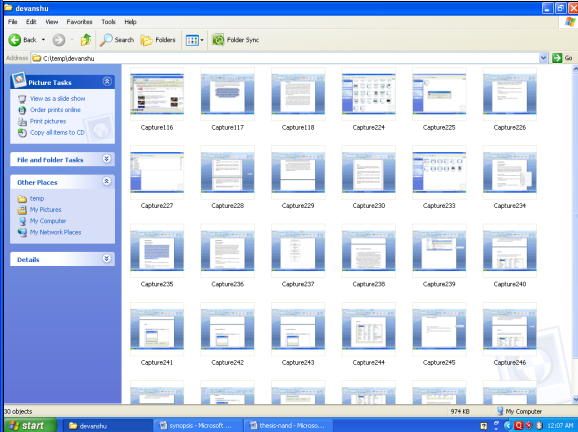 devanshu
File Edit View Favorites Tools Help
Back Search Folders Folder Sync
Address C:\temp\devanshu Go
Picture Tasks
View as a slide show
Order prints online
Print pictures
Copy all items to CD
File and Folder Tasks
Other Places
temp
My Pictures
My Computer
My Network Places
Details
Capture116 Capture117 Capture118 Capture224 Capture225 Capture226
Capture227 Capture228 Capture229 Capture230 Capture233 Capture234
Capture235 Capture236 Capture237 Capture238 Capture239 Capture240
Capture241 Capture242 Capture243 Capture244 Capture245 Capture246
30 objects 974 KB My Computer
start devanshu synopsis - Microsoft ... thesis-nand - Microso... 12:07 AM